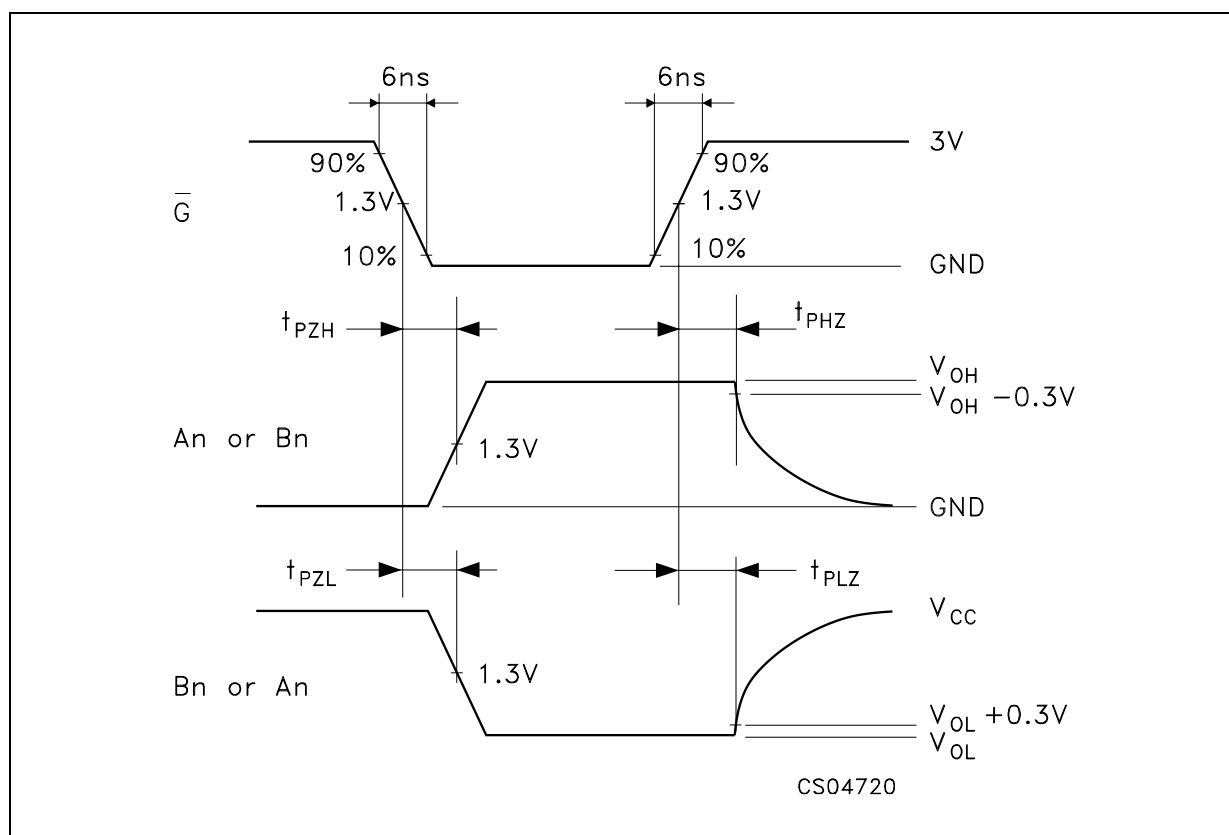 6ns 6ns
3V
90% 90%
G̅ 1.3V 1.3V
10% 10%
GND
tPZH tPHZ
VOH
VOH −0.3V
An or Bn 1.3V
GND
tPZL tPLZ
VCC
1.3V
Bn or An
VOL +0.3V
VOL
CS04720